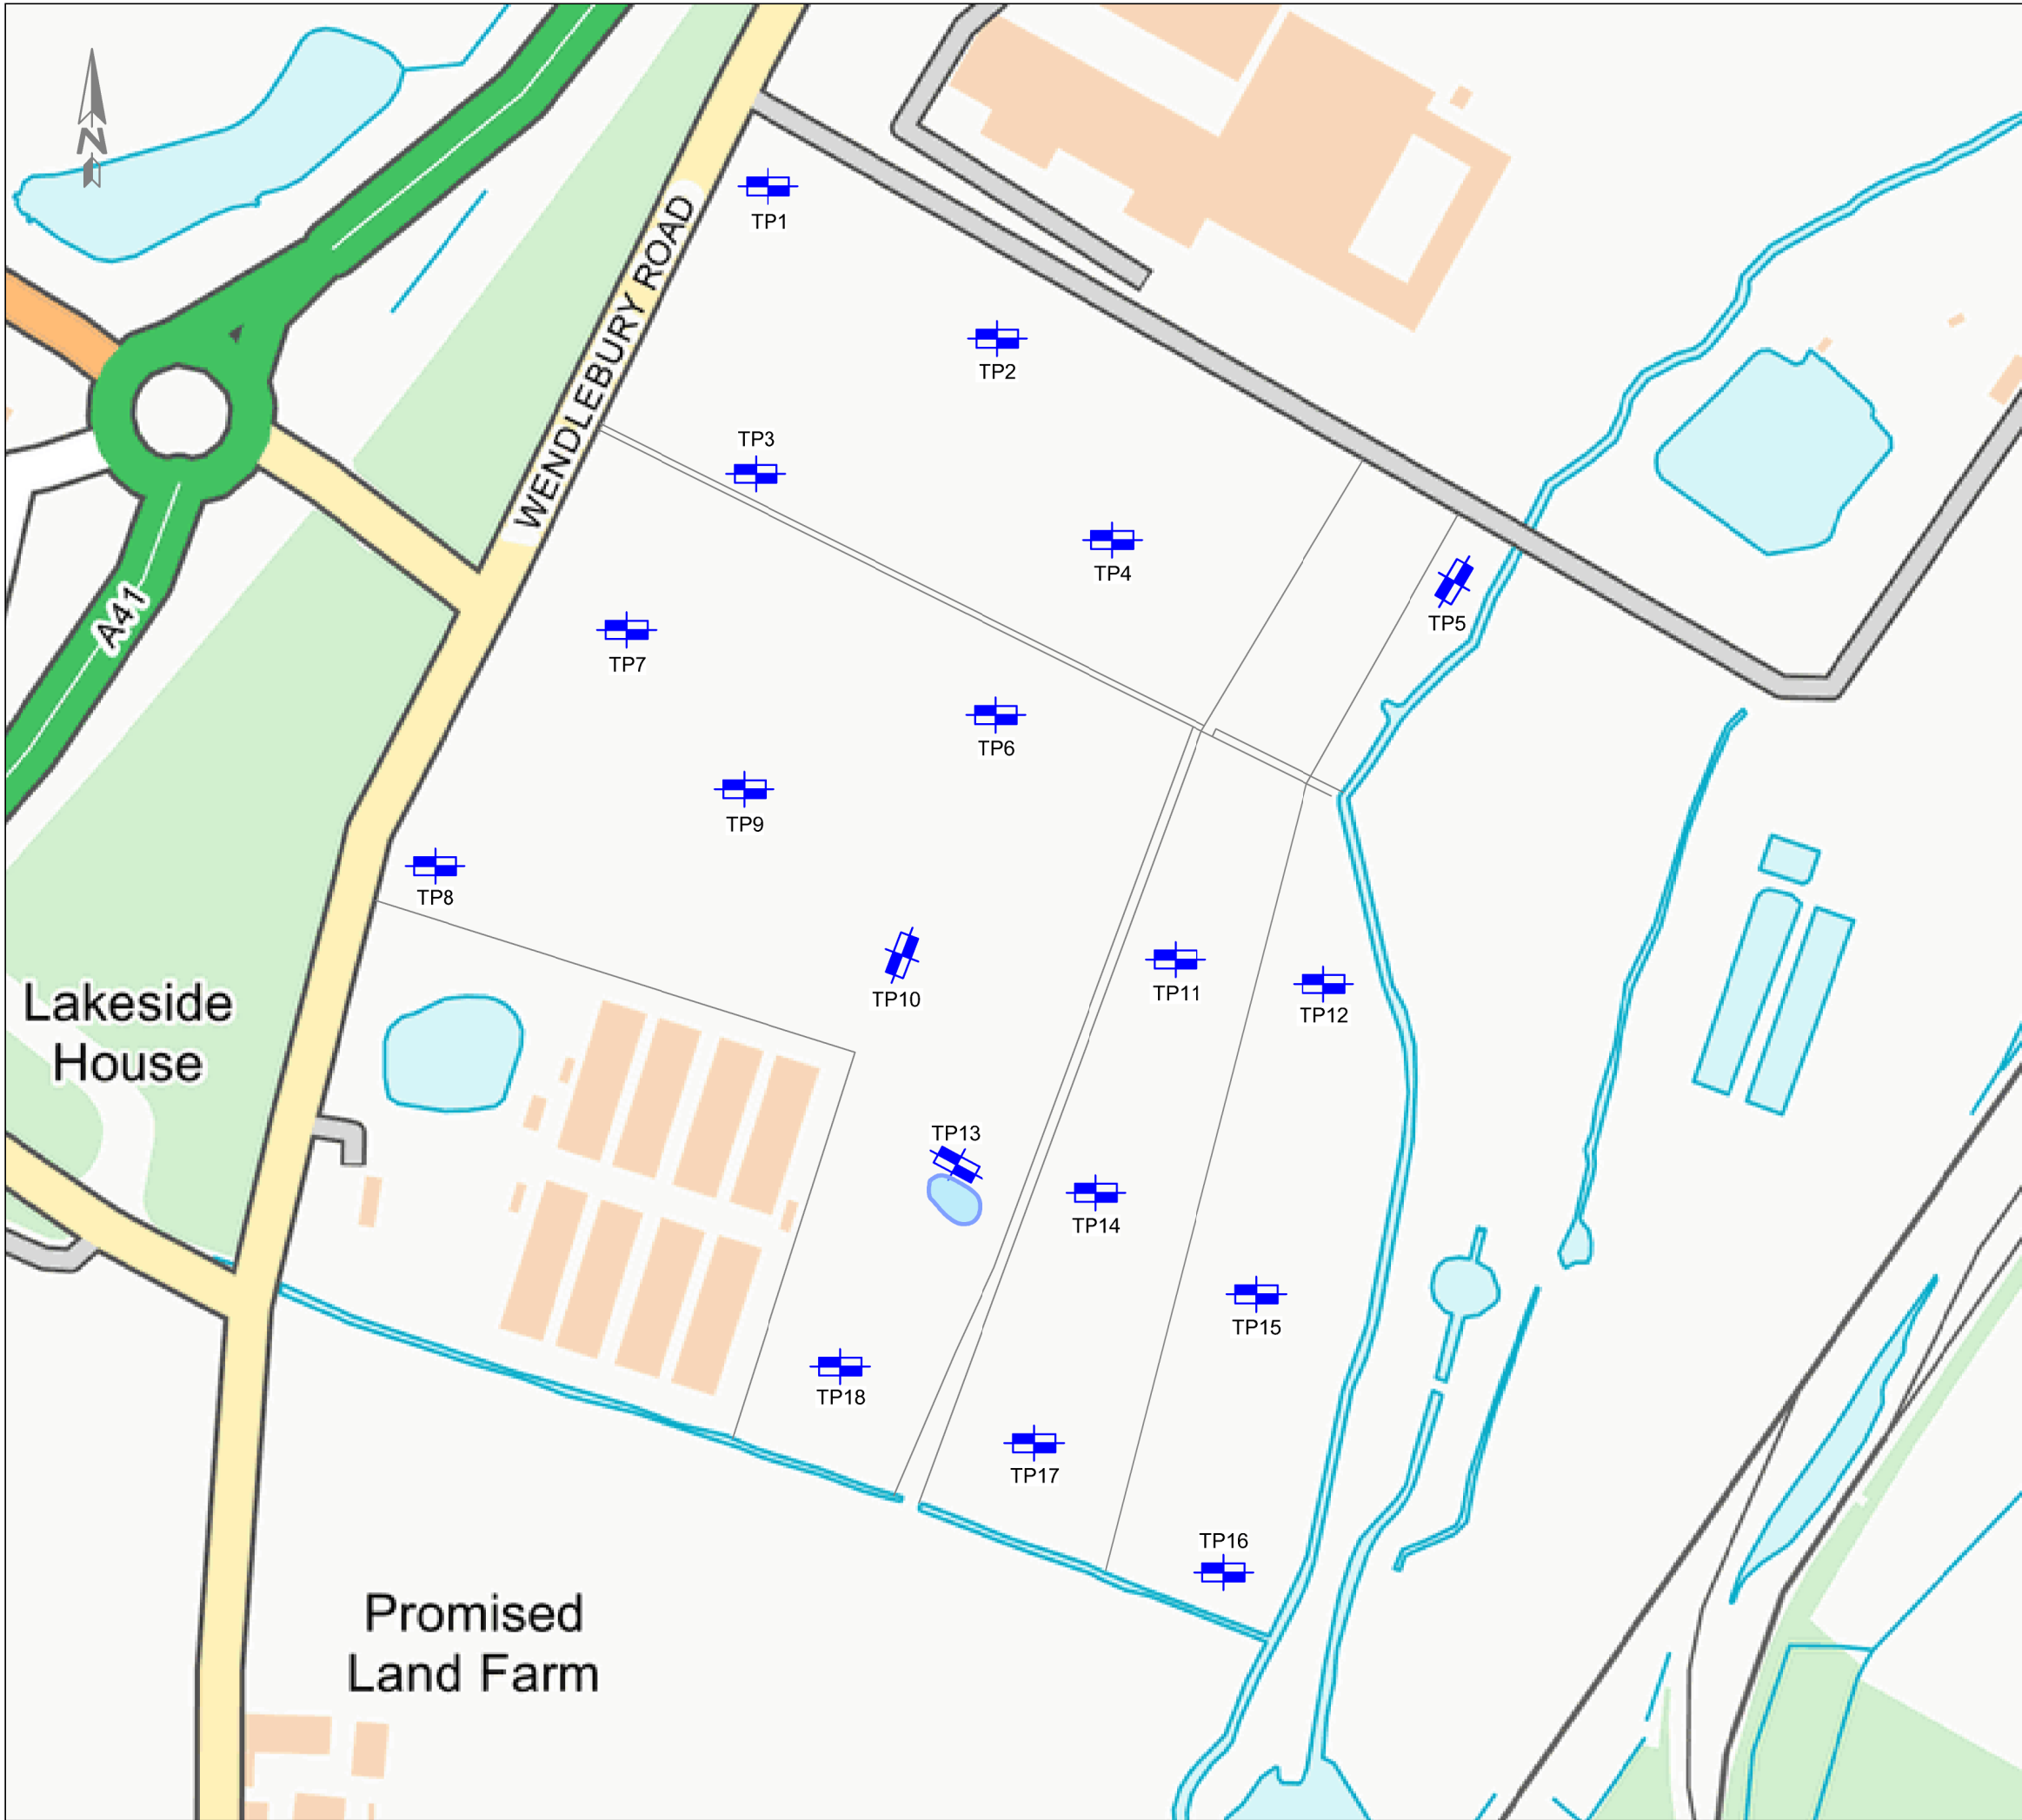 N
TP1
WENDLEBURY ROAD
TP2
TP3
TP4
TP5
A41
TP7
TP6
TP9
TP8
TP10
TP11
TP12
Lakeside
House
TP13
TP14
TP15
TP18
TP17
TP16
Promised
Land Farm